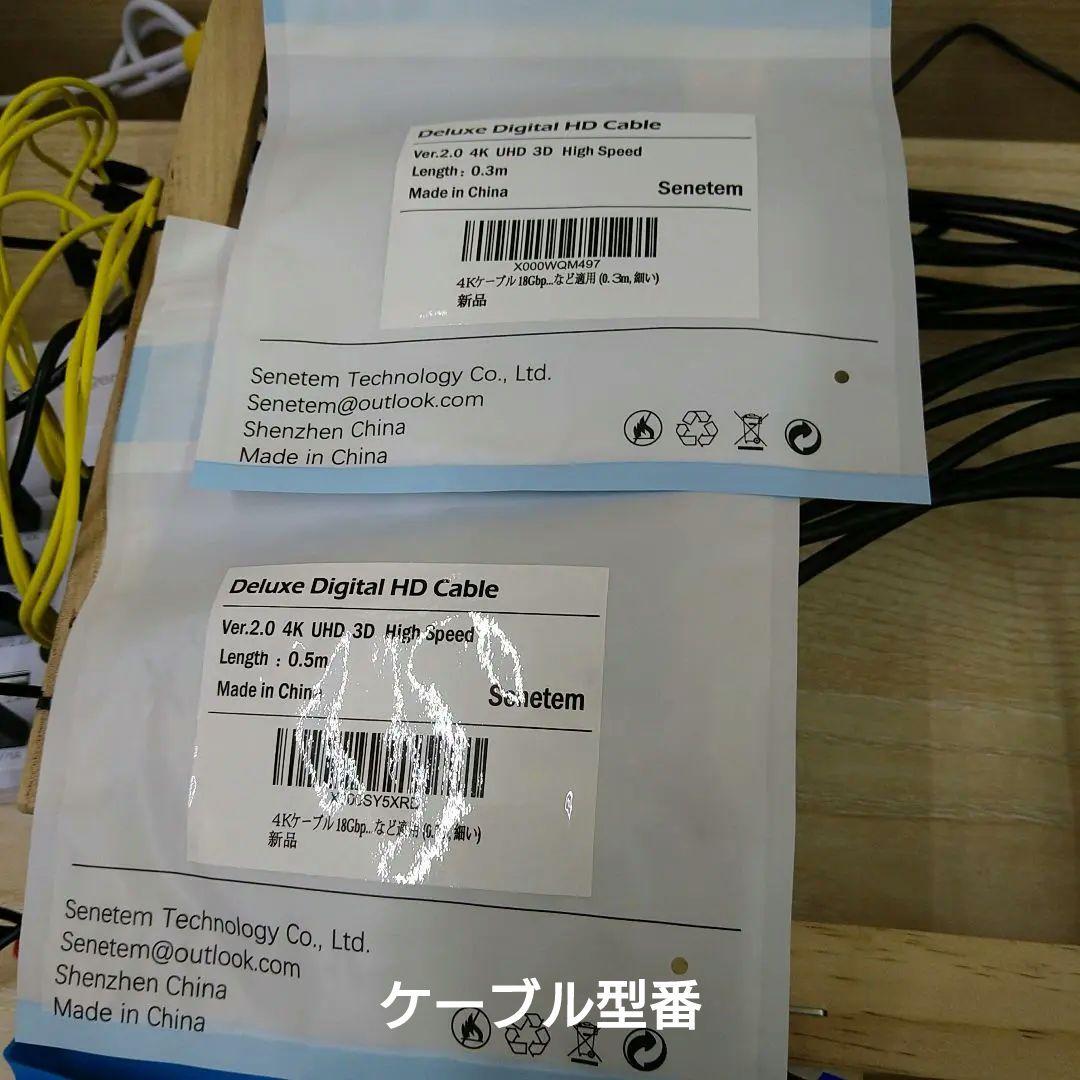 Deluxe Digital HD Cable
Ver.2.0 4K UHD 3D High Speed
Length: 0.3m
Made in China
Senetem
X000WQM497
4Kケーブル 18Gbp...など適用 (0.3m, 細い)
新品
Senetem Technology Co., Ltd.
Senetem@outlook.com
Shenzhen China
Made in China
Deluxe Digital HD Cable
Ver.2.0 4K UHD 3D High Speed
Length : 0.5m
Made in China
Senetem
4Kケーブル 18Gbp...など適用 細い)
新品
Senetem Technology Co., Ltd.
Senetem@outlook.com
Shenzhen China
Made in China
ケーブル型番